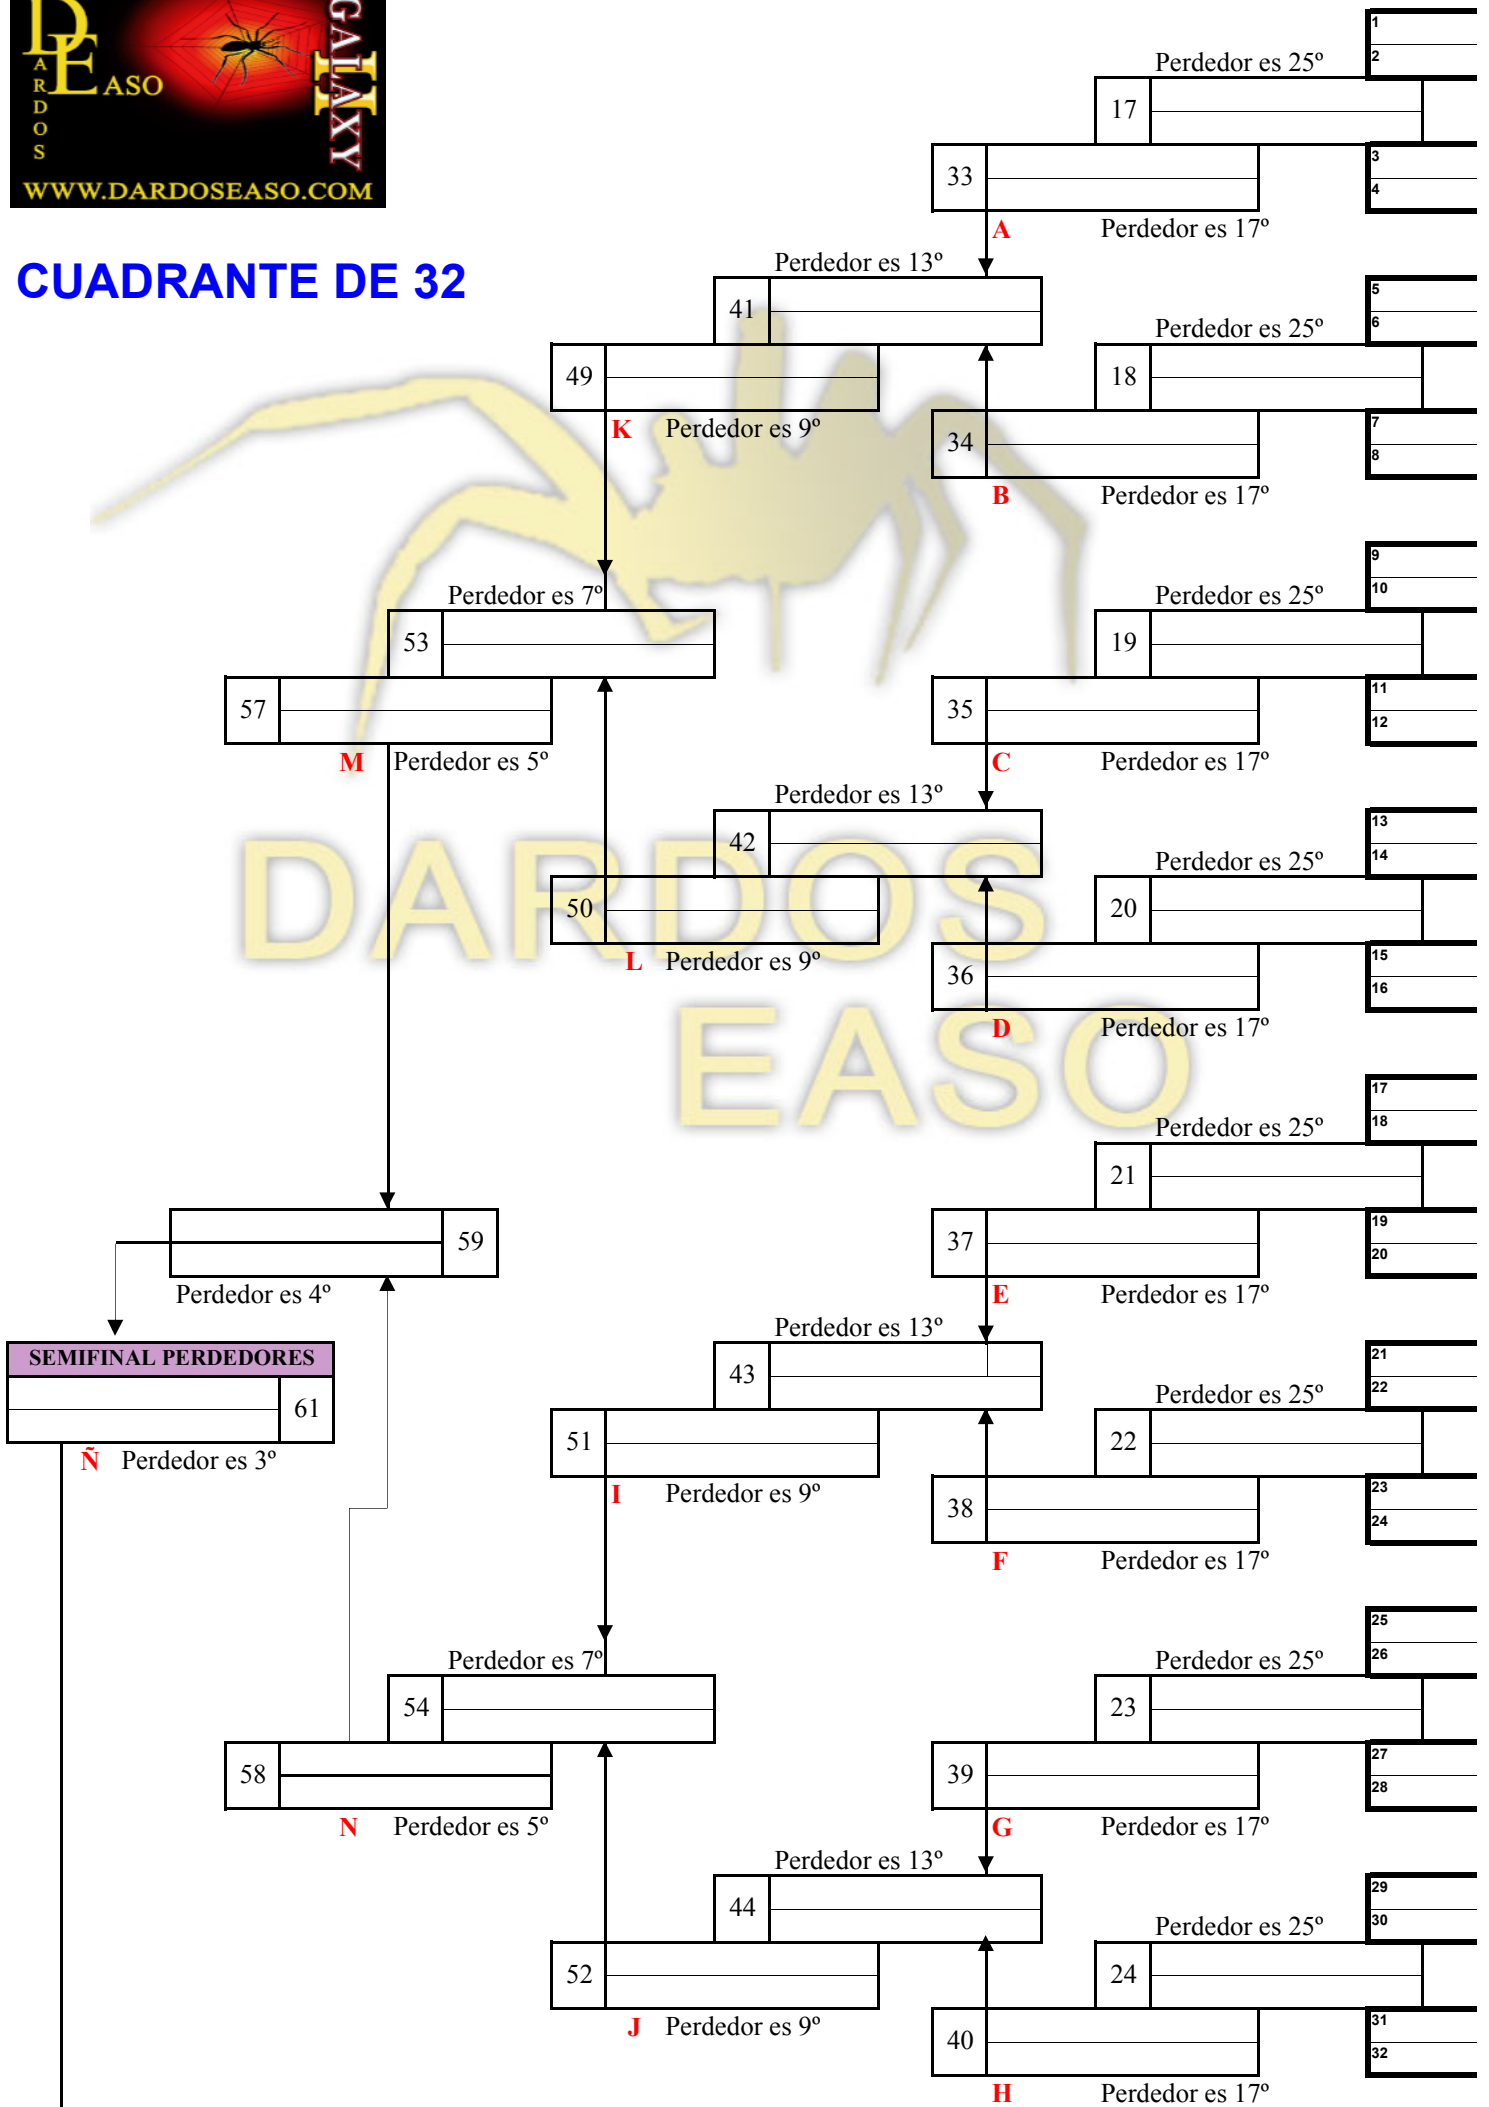 DARDOS
EASO
GALAXY
II
WWW.DARDOSEASO.COM
CUADRANTE DE 32
1
2
Perdedor es 25º
17
3
4
33
A Perdedor es 17º
Perdedor es 13º
41
5
6
Perdedor es 25º
18
49
K Perdedor es 9º
7
8
34
B Perdedor es 17º
9
10
Perdedor es 7º
Perdedor es 25º
53
19
57
35
11
12
M Perdedor es 5º
C Perdedor es 17º
Perdedor es 13º
42
13
14
Perdedor es 25º
20
50
L Perdedor es 9º
15
16
36
D Perdedor es 17º
DARDOS
EASO
17
18
Perdedor es 25º
21
59
37
19
20
Perdedor es 4º
E Perdedor es 17º
Perdedor es 13º
SEMIFINAL PERDEDORES
61
43
21
22
Perdedor es 25º
22
Ñ Perdedor es 3º
51
I Perdedor es 9º
23
24
38
F Perdedor es 17º
25
26
Perdedor es 7º
Perdedor es 25º
54
23
58
39
27
28
N Perdedor es 5º
G Perdedor es 17º
Perdedor es 13º
44
29
30
Perdedor es 25º
24
52
J Perdedor es 9º
31
32
40
H Perdedor es 17º